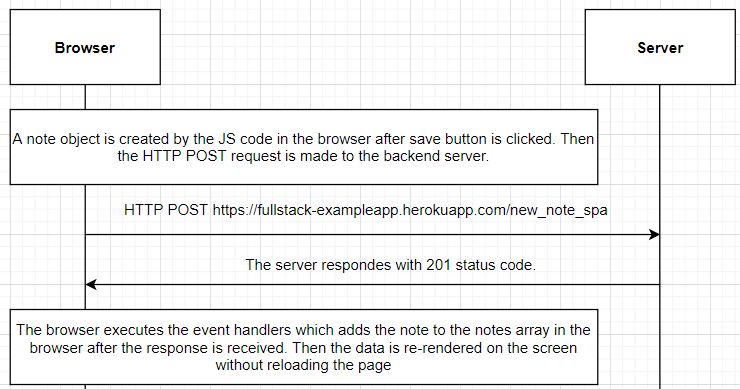 Browser
Server
A note object is created by the JS code in the browser after save button is clicked. Then
the HTTP POST request is made to the backend server.
HTTP POST https://fullstack-exampleapp.herokuapp.com/new_note_spa
The server respondes with 201 status code.
The browser executes the event handlers which adds the note to the notes array in the
browser after the response is received. Then the data is re-rendered on the screen
without reloading the page